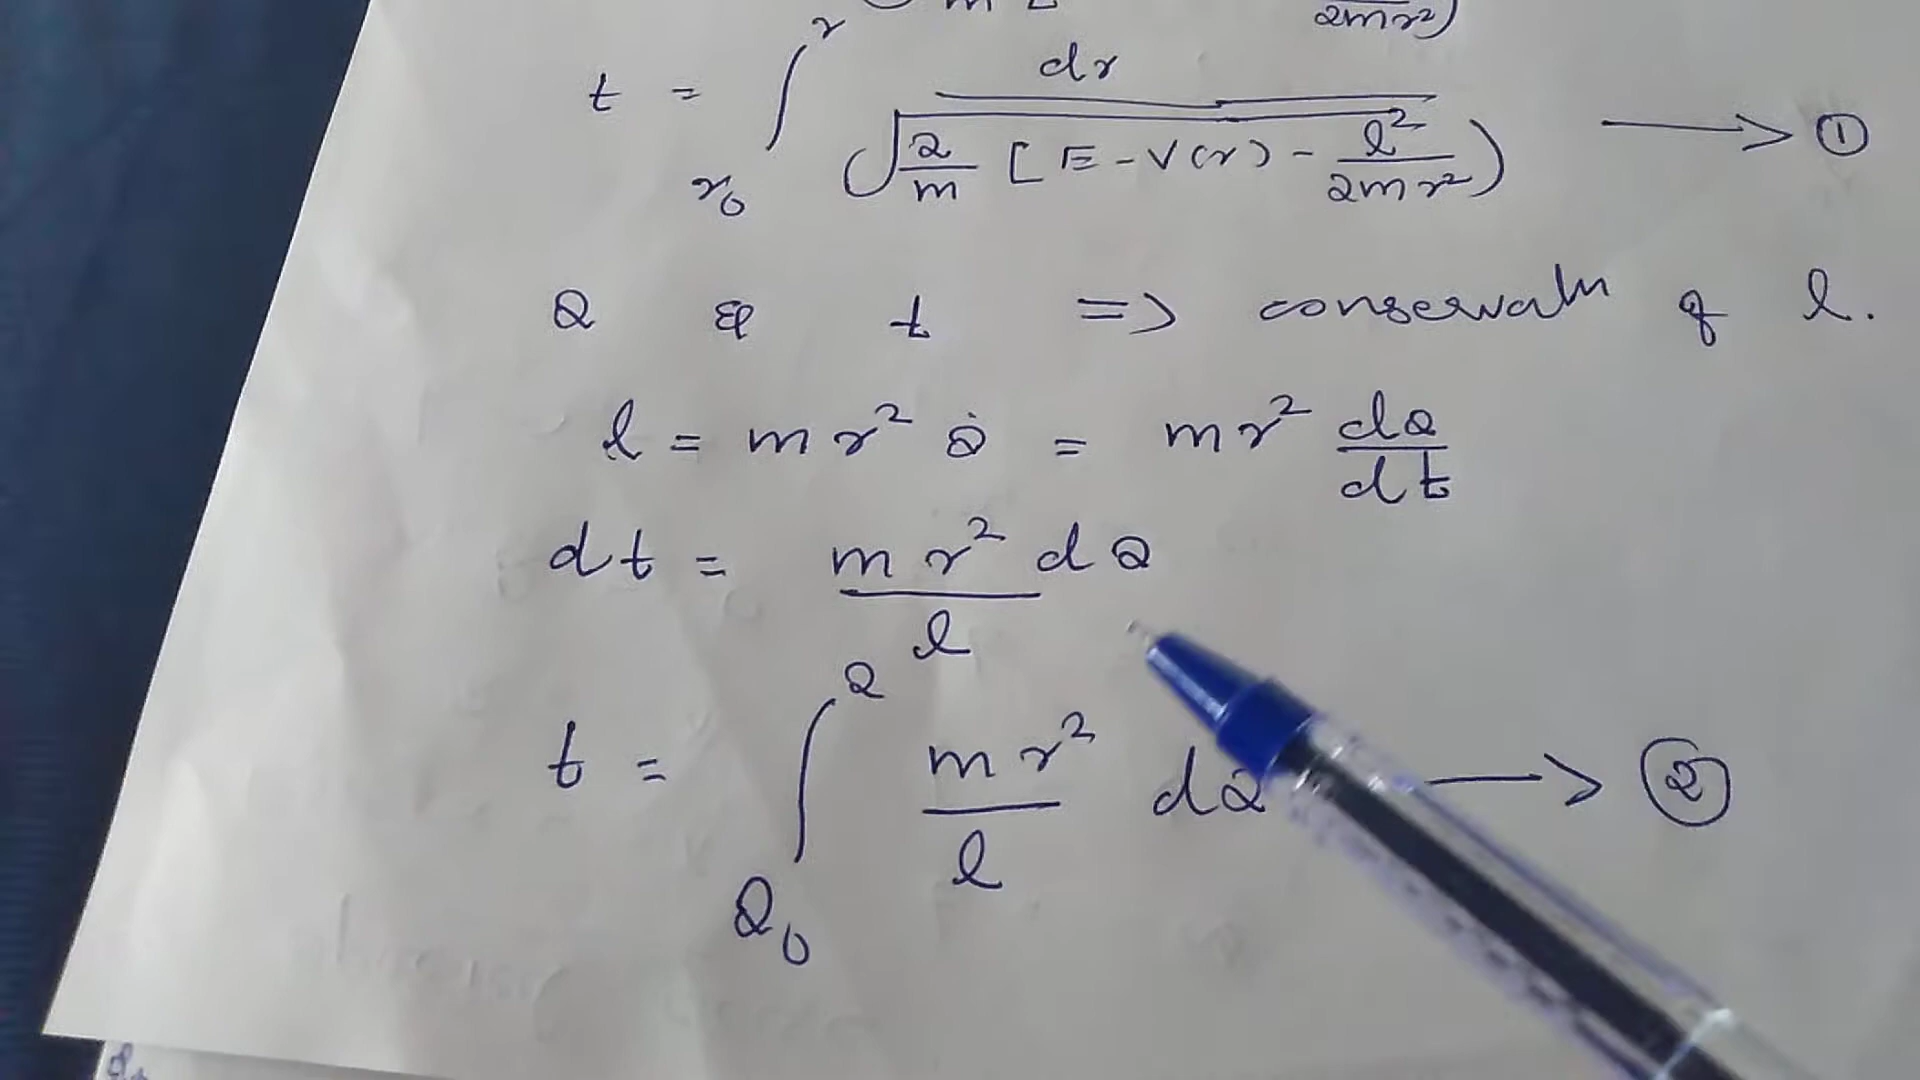 2mr²)
t = ∫ r₀ r dr / √(2/m [E - V(r) - l²/2mr²) → ①
θ & t => conservatn of l.
l = mr² θ̇ = mr² dθ/dt
dt = mr²/l dθ
t = ∫ θ₀ θ mr²/l dθ → ②